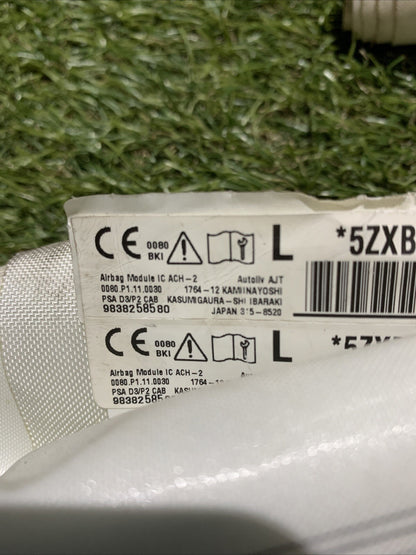 CE 0080 BKI L *5ZXB
Airbag Module IC ACH-2 Autoliv AJT
0080.P1.11.0030 1764-12 KAMIINAYOSHI
PSA D3/P2 CAB KASUMIGAURA-SHI IBARAKI
9838258580 JAPAN 315-8520
CE 0080 BKI L
Airbag Module IC ACH-2
0080.P1.11.0030
PSA D3/P2 CAB